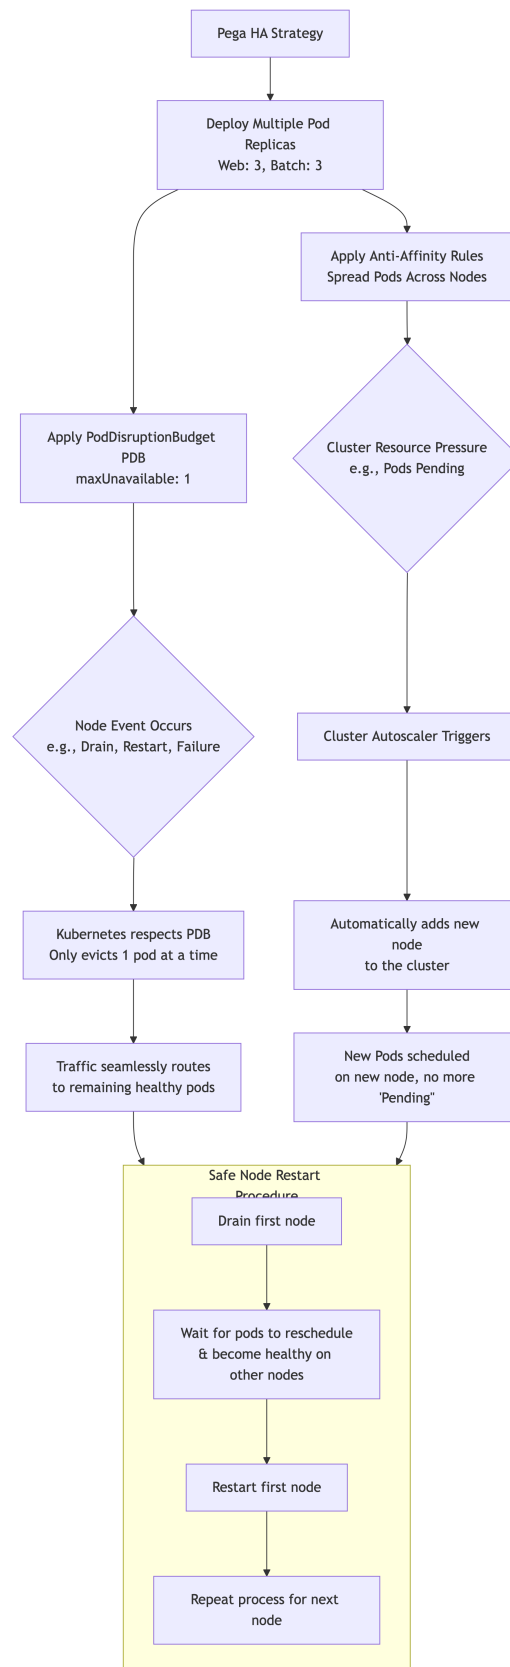 Pega HA Strategy
Deploy Multiple Pod
Replicas
Web: 3, Batch: 3
Apply Anti-Affinity Rules
Spread Pods Across Nodes
Apply PodDisruptionBudget
PDB
maxUnavailable: 1
Cluster Resource Pressure
e.g., Pods Pending
Node Event Occurs
e.g., Drain, Restart, Failure
Cluster Autoscaler Triggers
Kubernetes respects PDB
Only evicts 1 pod at a time
Automatically adds new
node
to the cluster
Traffic seamlessly routes
to remaining healthy pods
New Pods scheduled
on new node, no more
'Pending"
Safe Node Restart
Procedure
Drain first node
Wait for pods to reschedule
& become healthy on
other nodes
Restart first node
Repeat process for next
node